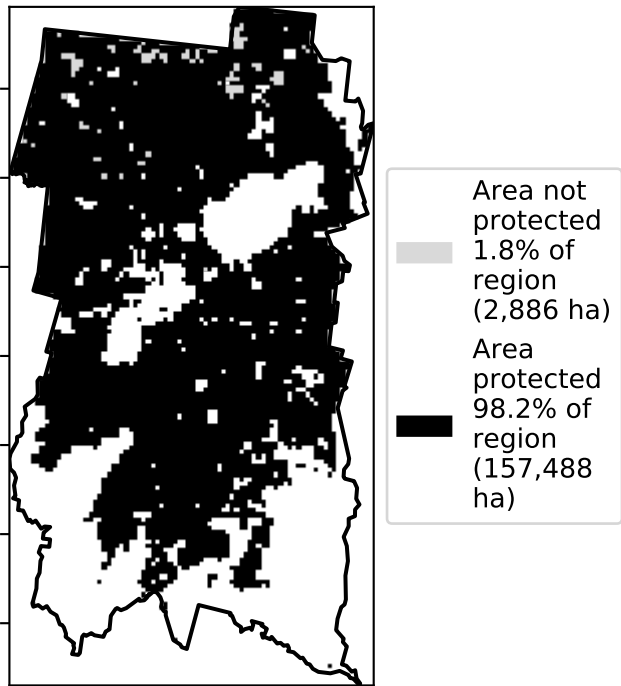 Area not
protected
1.8% of
region
(2,886 ha)
Area
protected
98.2% of
region
(157,488
ha)